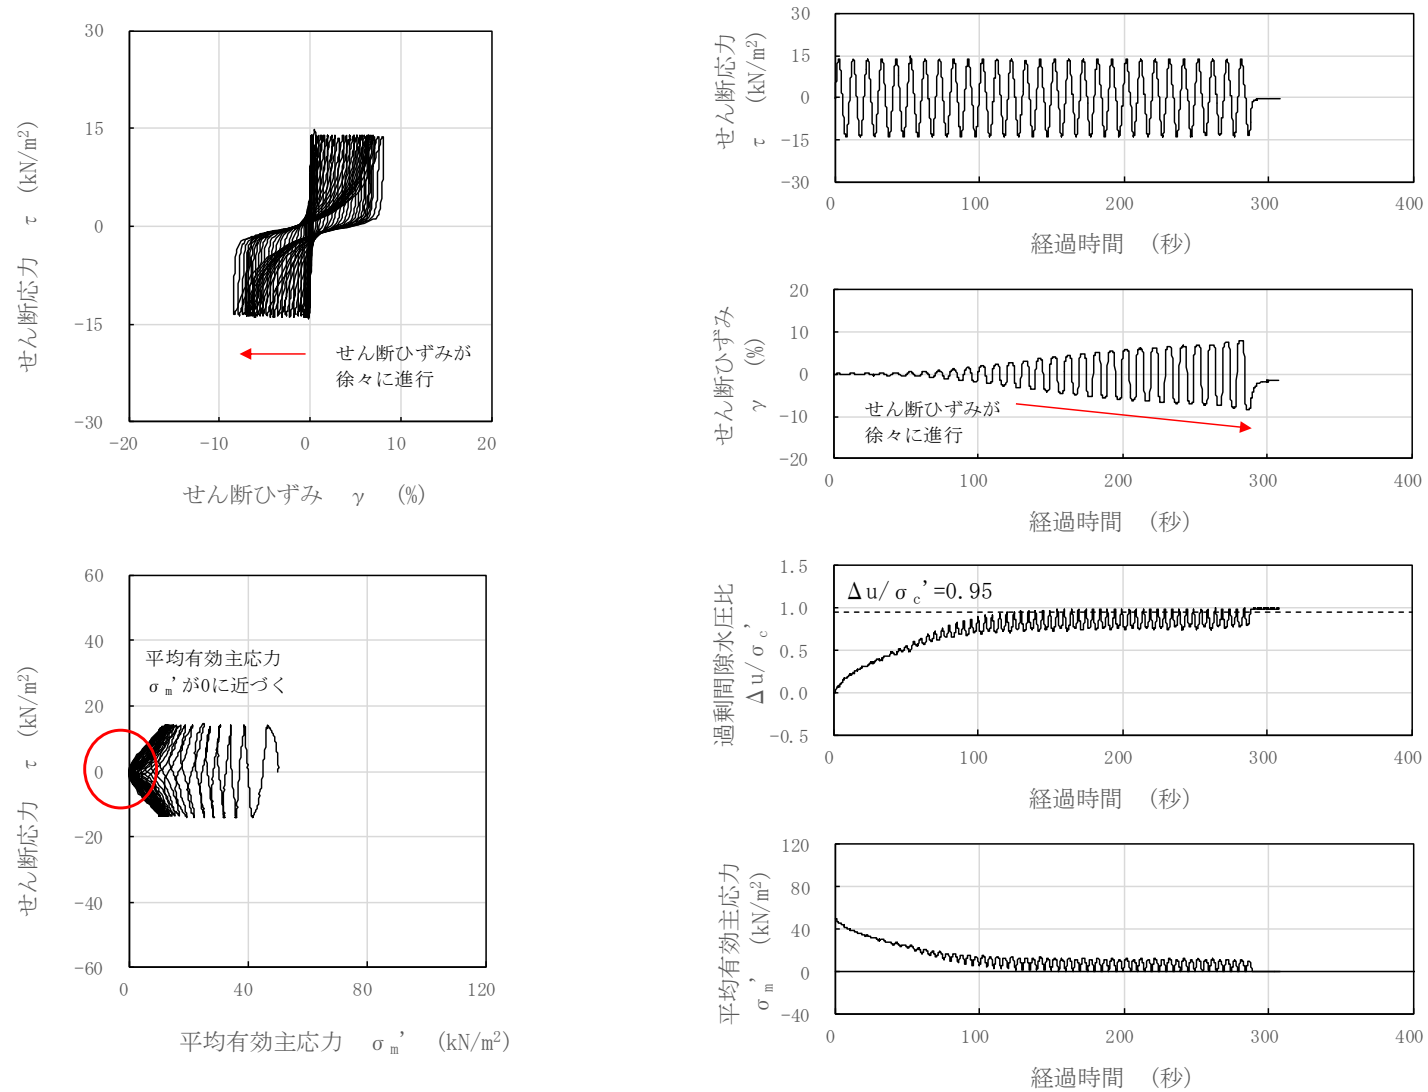 30
15
0
-15
-30
せん断応力 τ (kN/m²)
せん断ひずみが
徐々に進行
-20
-10
0
10
20
せん断ひずみ γ (%)
30
15
0
-15
-30
せん断応力
τ (kN/m²)
0
100
200
300
400
経過時間 (秒)
20
10
0
-10
-20
せん断ひずみ
γ (%)
せん断ひずみが
徐々に進行
0
100
200
300
400
経過時間 (秒)
60
40
20
0
-20
-40
-60
せん断応力 τ (kN/m²)
平均有効主応力
σm'が0に近づく
0
40
80
120
平均有効主応力 σm' (kN/m²)
1.5
1.0
0.5
0.0
-0.5
過剰間隙水圧比
Δu/σc'
Δu/σc'=0.95
0
100
200
300
400
経過時間 (秒)
120
80
40
0
-40
平均有効主応力
σm' (kN/m²)
0
100
200
300
400
経過時間 (秒)